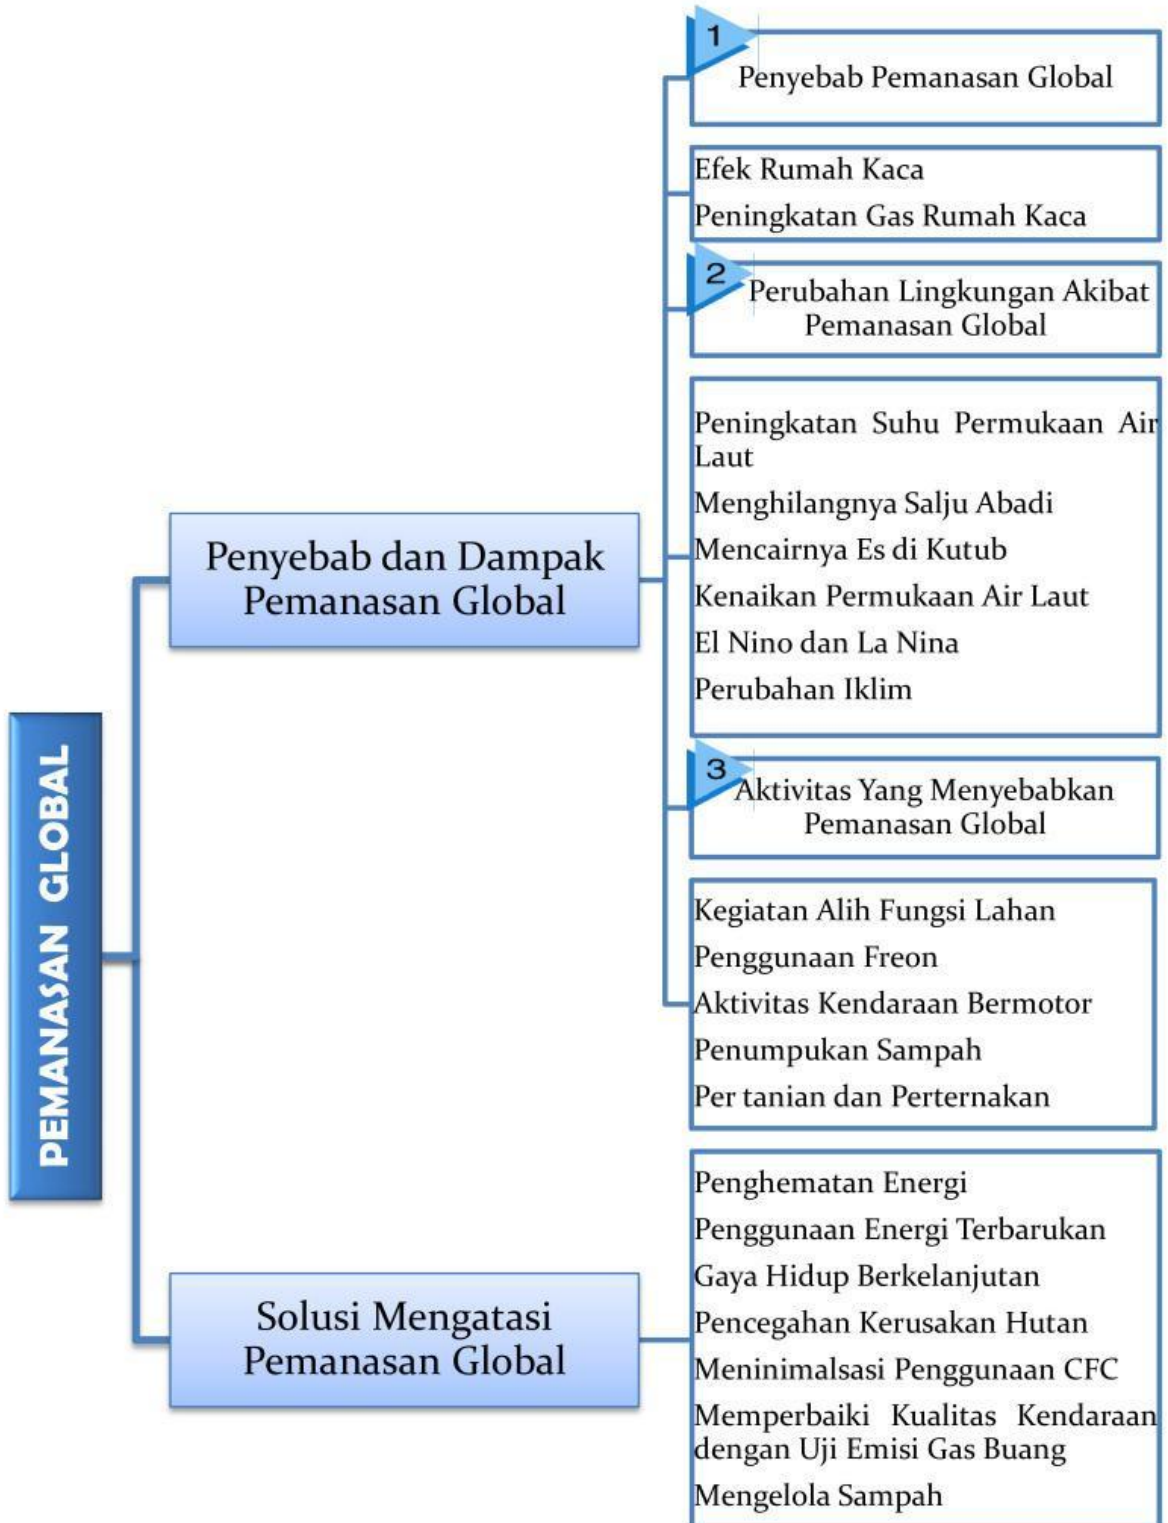 PEMANASAN GLOBAL
Penyebab dan Dampak
Pemanasan Global
1
Penyebab Pemanasan Global
Efek Rumah Kaca
Peningkatan Gas Rumah Kaca
2
Perubahan Lingkungan Akibat
Pemanasan Global
Peningkatan Suhu Permukaan Air
Laut
Menghilangnya Salju Abadi
Mencairnya Es di Kutub
Kenaikan Permukaan Air Laut
El Nino dan La Nina
Perubahan Iklim
3
Aktivitas Yang Menyebabkan
Pemanasan Global
Kegiatan Alih Fungsi Lahan
Penggunaan Freon
Aktivitas Kendaraan Bermotor
Penumpukan Sampah
Per tanian dan Perternakan
Solusi Mengatasi
Pemanasan Global
Penghematan Energi
Penggunaan Energi Terbarukan
Gaya Hidup Berkelanjutan
Pencegahan Kerusakan Hutan
Meninimalsasi Penggunaan CFC
Memperbaiki Kualitas Kendaraan
dengan Uji Emisi Gas Buang
Mengelola Sampah